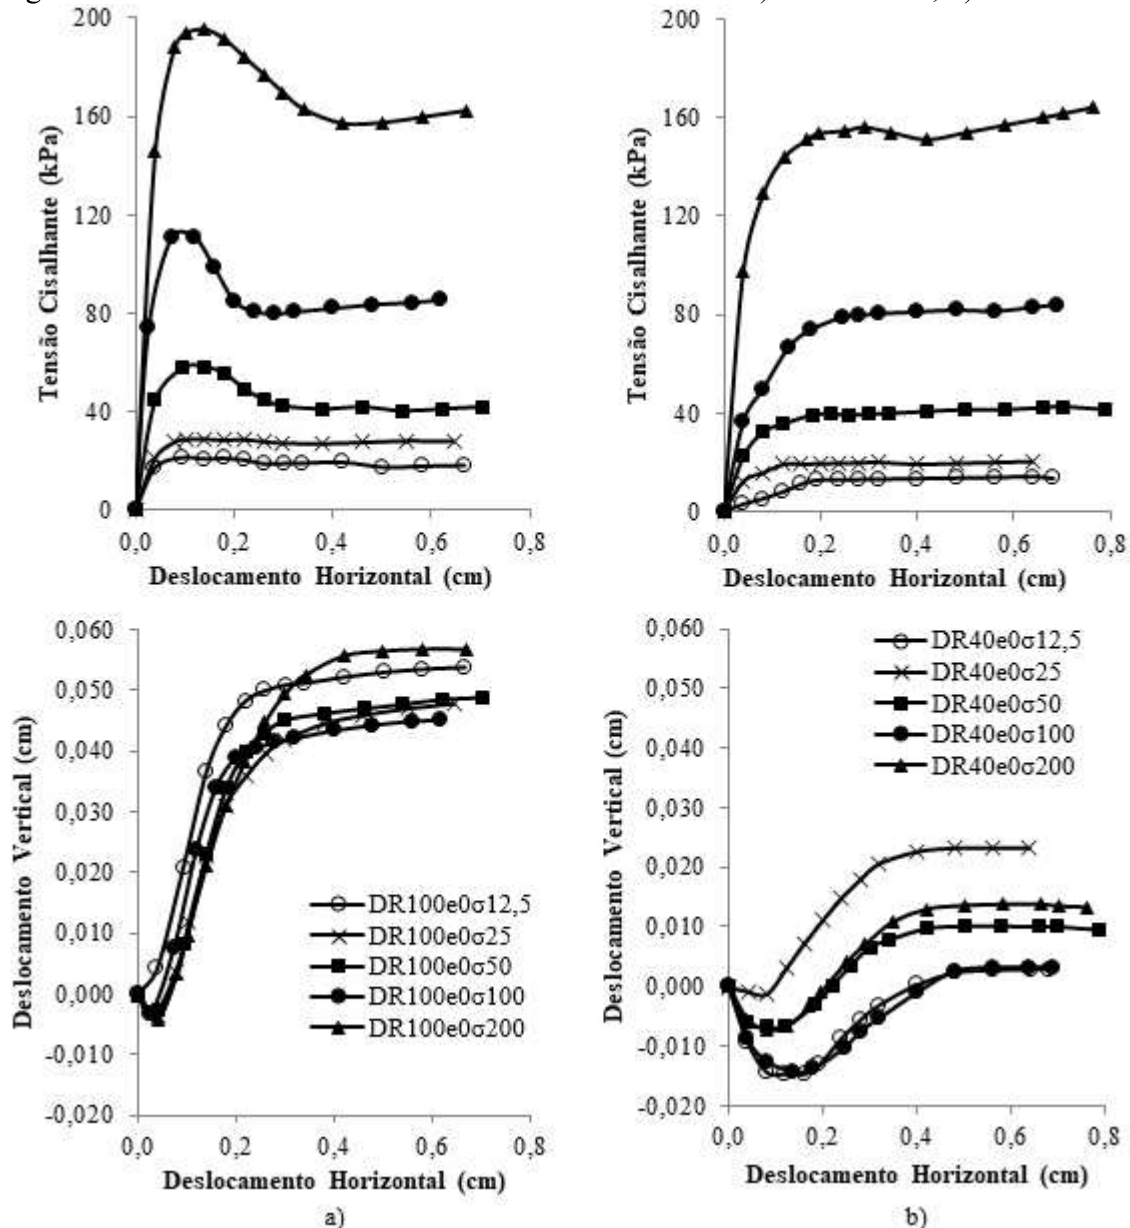 200
160
120
80
40
0
Tensão Cisalhante (kPa)
0,0 0,2 0,4 0,6 0,8
Deslocamento Horizontal (cm)
200
160
120
80
40
0
Tensão Cisalhante (kPa)
0,0 0,2 0,4 0,6 0,8
Deslocamento Horizontal (cm)
0,060
0,050
0,040
0,030
0,020
0,010
0,000
-0,010
-0,020
Deslocamento Vertical (cm)
DR100e0σ12,5
DR100e0σ25
DR100e0σ50
DR100e0σ100
DR100e0σ200
0,0 0,2 0,4 0,6 0,8
Deslocamento Horizontal (cm)
a)
0,060
0,050
0,040
0,030
0,020
0,010
0,000
-0,010
-0,020
Deslocamento Vertical (cm)
DR40e0σ12,5
DR40e0σ25
DR40e0σ50
DR40e0σ100
DR40e0σ200
0,0 0,2 0,4 0,6 0,8
Deslocamento Horizontal (cm)
b)